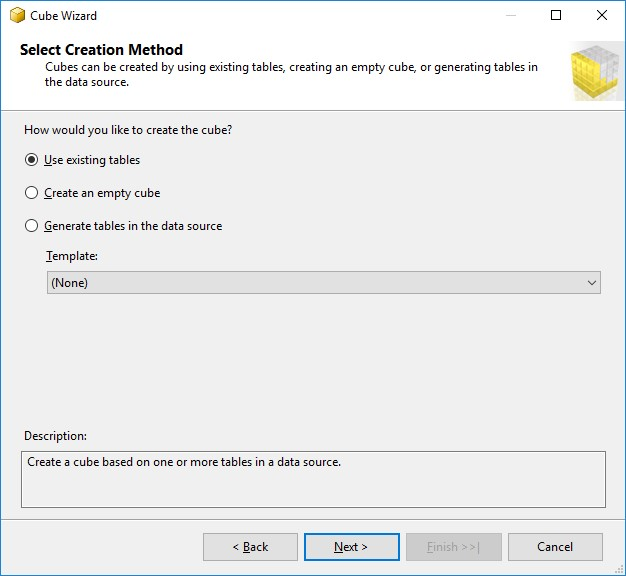 Cube Wizard
Select Creation Method
Cubes can be created by using existing tables, creating an empty cube, or generating tables in
the data source.
How would you like to create the cube?
Use existing tables
Create an empty cube
Generate tables in the data source
Template:
(None)
Description:
Create a cube based on one or more tables in a data source.
< Back
Next >
Finish >>|
Cancel